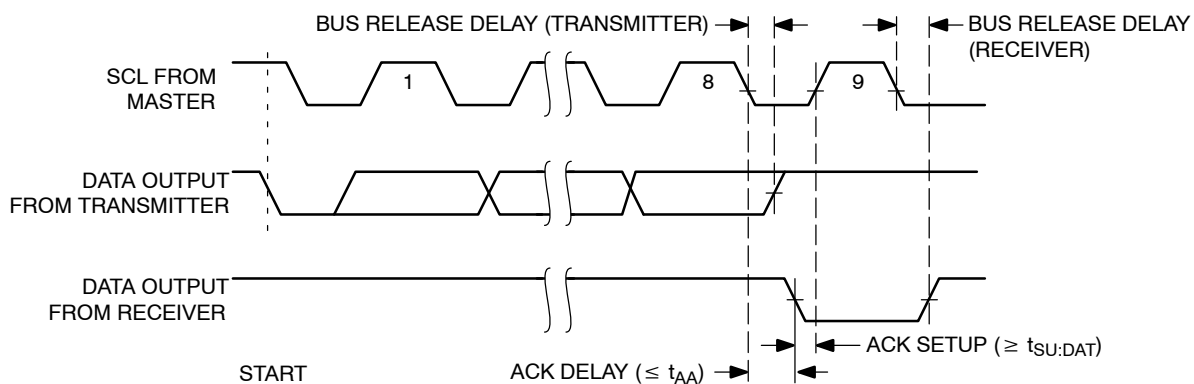 BUS RELEASE DELAY (TRANSMITTER)
BUS RELEASE DELAY
(RECEIVER)
SCL FROM
MASTER
1
8
9
DATA OUTPUT
FROM TRANSMITTER
DATA OUTPUT
FROM RECEIVER
START
ACK DELAY (≤ tAA)
ACK SETUP (≥ tSU:DAT)